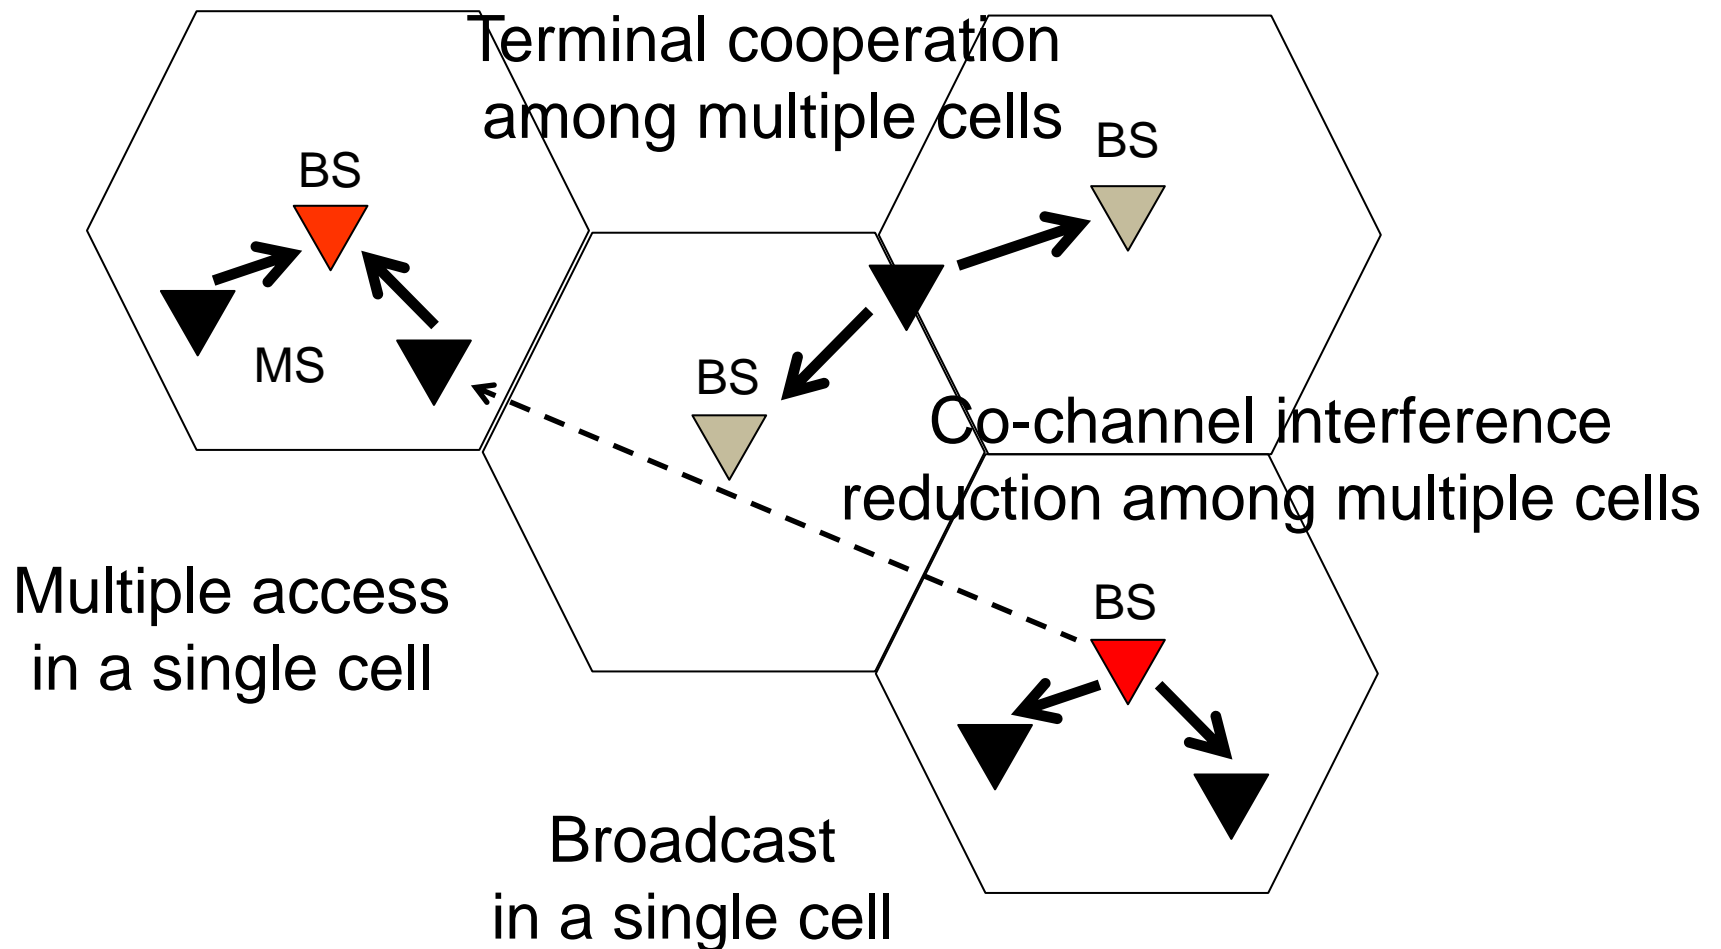 Terminal cooperation
among multiple cells
BS
BS
MS
BS
Co-channel interference
reduction among multiple cells
Multiple access
in a single cell
BS
Broadcast
in a single cell